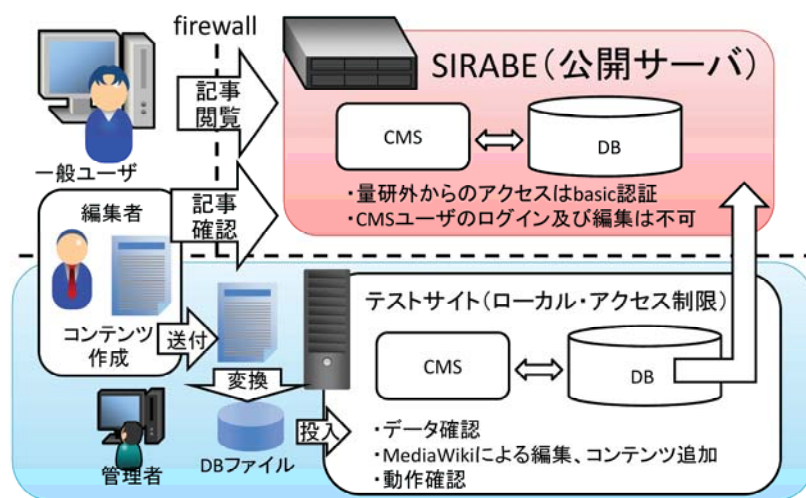 firewall
SIRABE(公開サーバ)
記事
閲覧
CMS
DB
一般ユーザ
・量研外からのアクセスはbasic認証
・CMSユーザのログイン及び編集は不可
編集者
記事
確認
コンテンツ
作成
送付
テストサイト(ローカル・アクセス制限)
CMS
DB
変換
管理者
DBファイル
投入
・データ確認
・MediaWikiによる編集、コンテンツ追加
・動作確認